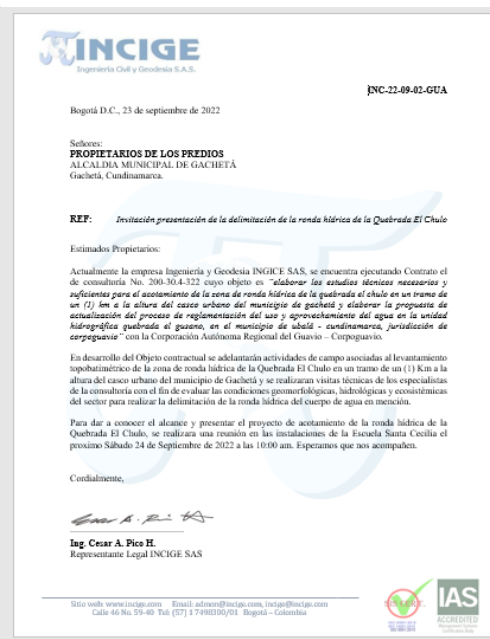 INCIGE
Ingeniería Civil y Geodesia S.A.S.
INC-22-09-02-GUA
Bogotá D.C., 23 de septiembre de 2022
Señores:
PROPIETARIOS DE LOS PREDIOS
ALCALDIA MUNICIPAL DE GACHETÁ
Gachetá, Cundinamarca.
REF: Invitación presentación de la delimitación de la ronda hídrica de la Quebrada El Chulo
Estimados Propietarios:
Actualmente la empresa Ingeniería y Geodesia INGICE SAS, se encuentra ejecutando Contrato el
de consultoría No. 200-30.4-322 cuyo objeto es "elaborar los estudios técnicos necesarios y
suficientes para el acotamiento de la zona de ronda hídrica de la quebrada el chulo en un tramo de
un (1) km a la altura del casco urbano del municipio de gachetá y elaborar la propuesta de
actualización del proceso de reglamentación del uso y aprovechamiento del agua en la unidad
hidrográfica quebrada el gusano, en el municipio de ubalá - cundinamarca, jurisdicción de
corpoguavio" con la Corporación Autónoma Regional del Guavio – Corpoguavio.
En desarrollo del Objeto contractual se adelantarán actividades de campo asociadas al levantamiento
topobatimétrico de la zona de ronda hídrica de la Quebrada El Chulo en un tramo de un (1) Km a la
altura del casco urbano del municipio de Gachetá y se realizaran visitas técnicas de los especialistas
de la consultoría con el fin de evaluar las condiciones geomorfológicas, hidrológicas y ecosistémicas
del sector para realizar la delimitación de la ronda hídrica del cuerpo de agua en mención.
Para dar a conocer el alcance y presentar el proyecto de acotamiento de la ronda hídrica de la
Quebrada El Chulo, se realizara una reunión en las instalaciones de la Escuela Santa Cecilia el
proximo Sábado 24 de Septiembre de 2022 a las 10:00 am. Esperamos que nos acompañen.
Cordialmente,
Ing. Cesar A. Pico H.
Representante Legal INCIGE SAS
Sitio web: www.incige.com Email: admon@incige.com, incige@incige.com
Calle 46 No. 59-40 Tel: (57) 1 7498300/01 Bogotá – Colombia
IAS
ACCREDITED